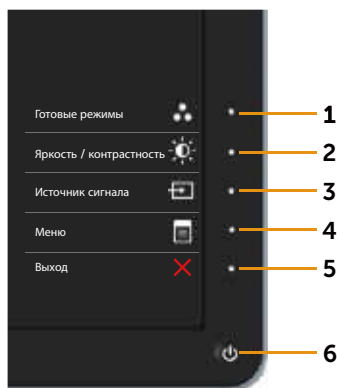 Готовые режимы 1
Яркость / контрастность 2
Источник сигнала 3
Меню 4
Выход 5
6